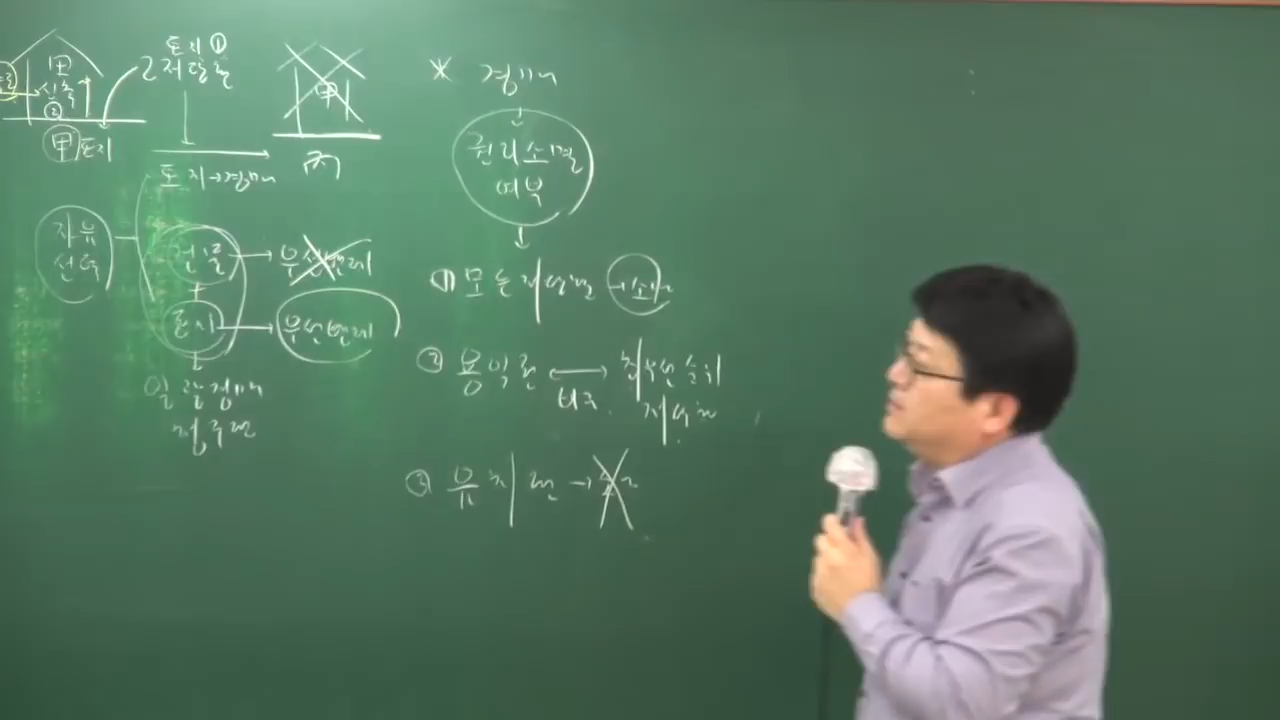 甲
신축
②
甲/토지
토지 ①
저당권
토지→경매
丙
자유
선택
건물 → 우선변제
+
토지 → 우선변제
일괄경매
청구권
* 경매
권리소멸
여부
① 모든 저당권 → 소멸
② 용익권 ↔ 최우선순위
비교 저당권
③ 유치권 →